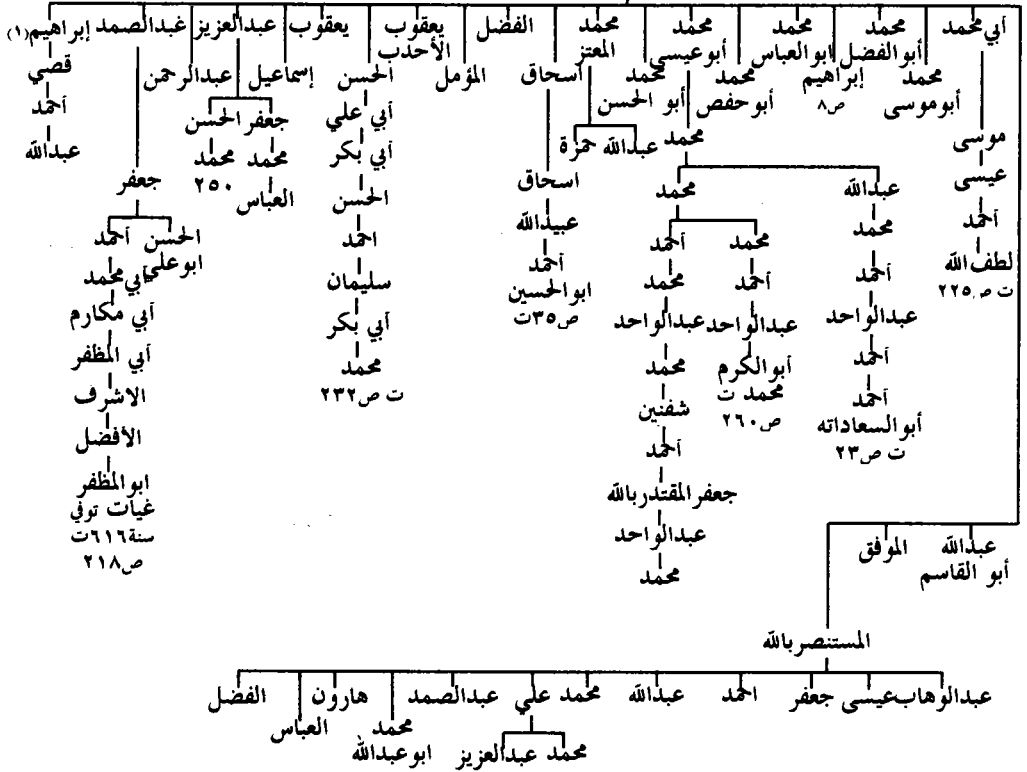 أبي محمد
محمد أبو الفضل
محمد أبو العباس
محمد أبو عيسى
محمد المعتز
الفضل
يعقوب الأحدب
يعقوب
عبدالعزيز
عبدالصمد
إبراهيم (١)
محمد أبو موسى
إبراهيم ص٨
محمد أبو حفص
محمد أبو الحسن
اسحاق
المؤمل
الحسن
إسماعيل
عبدالرحمن
قصي
أحمد
عبدالله
موسى
عيسى
أحمد
لطف الله
ت ص٢٢٥
محمد
عبدالله
محمد
أحمد
عبدالواحد
أحمد
أحمد
أبو السعاداته
ت ص٢٣
محمد
محمد
أحمد
عبدالواحد
أبو الكرم
محمد ت
ص٢٦٠
أحمد
محمد
عبدالواحد
محمد
شفنين
أحمد
جعفر المقتدر بالله
عبدالواحد
محمد
عبدالله
حمزة
اسحاق
عبيدالله
أحمد
ابو الحسين
ص٣٥ت
أبي علي
أبي بكر
الحسن
احمد
سليمان
أبي بكر
محمد
ت ص٢٣٢
جعفر
محمد
العباس
الحسن
محمد
٢٥٠
جعفر
الحسن
ابو علي
أحمد
أبي محمد
أبي مكارم
أبي المظفر
الاشرف
الأفضل
ابو المظفر
غيات توفي
سنة٦١٦ت
ص٢١٨
عبدالله
أبو القاسم
الموفق
المستنصر بالله
عبدالوهاب
عيسى
جعفر
احمد
عبدالله
محمد
علي
عبدالصمد
محمد ابو عبدالله
هارون
العباس
الفضل
محمد
عبدالعزيز